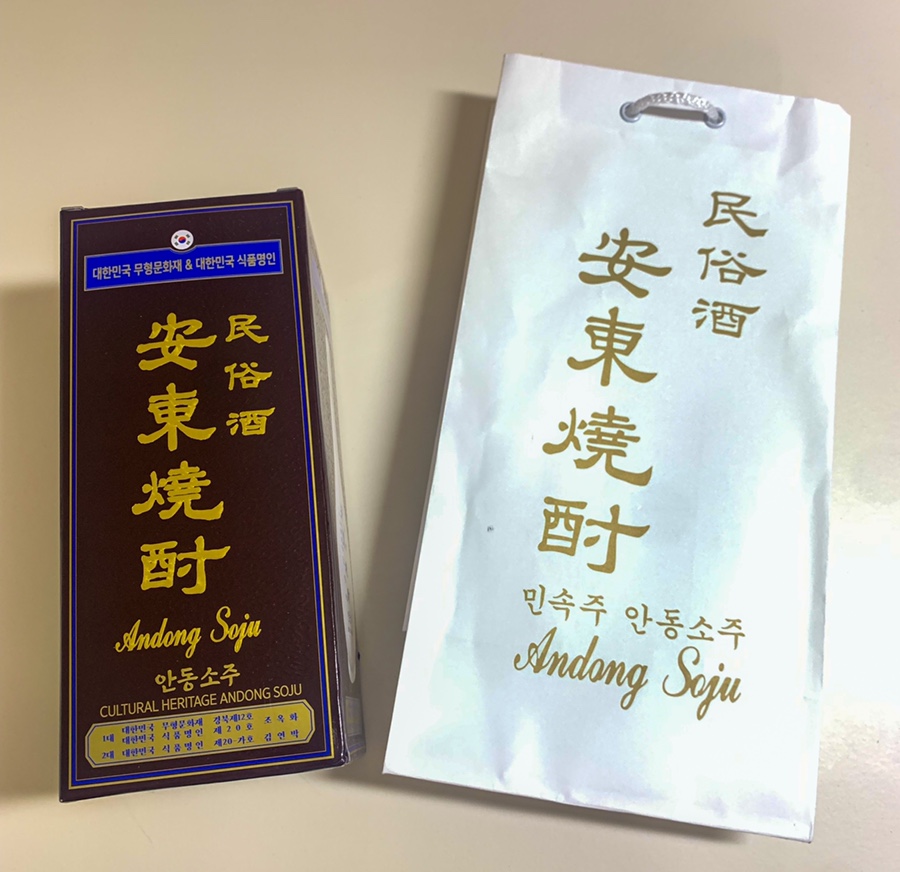 대한민국 무형문화재 & 대한민국 식품명인
民俗酒
安東燒酎
Andong Soju
안동소주
CULTURAL HERITAGE ANDONG SOJU
1대 대한민국 무형문화재 경북제12호 조옥화
대한민국 식품명인 제20호
2대 대한민국 식품명인 제20-가호 김연박
民俗酒
安東燒酎
민속주 안동소주
Andong Soju